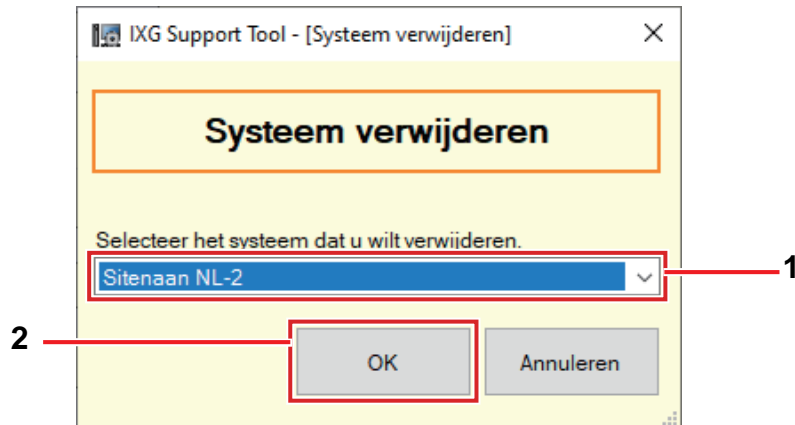 IXG Support Tool - [Systeem verwijderen]
Systeem verwijderen
Selecteer het systeem dat u wilt verwijderen.
Sitenaan NL-2
1
2
OK Annuleren